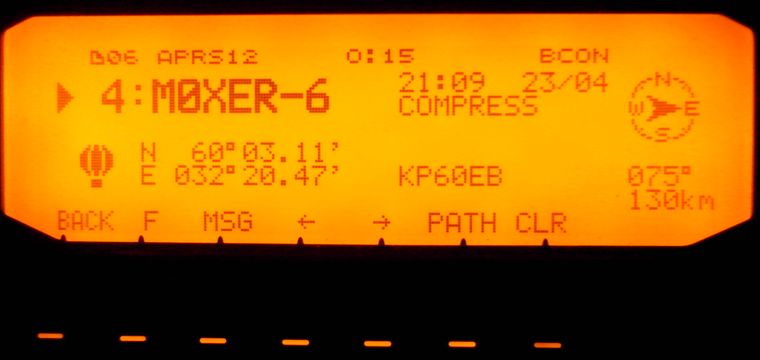 D06 APRS12 0:15 BCON
4:M0XER-6 21:09 23/04
COMPRESS
N
W E
S
N 60°03.11’
E 032°20.47’ KP60EB 075°
130km
BACK F MSG ← → PATH CLR